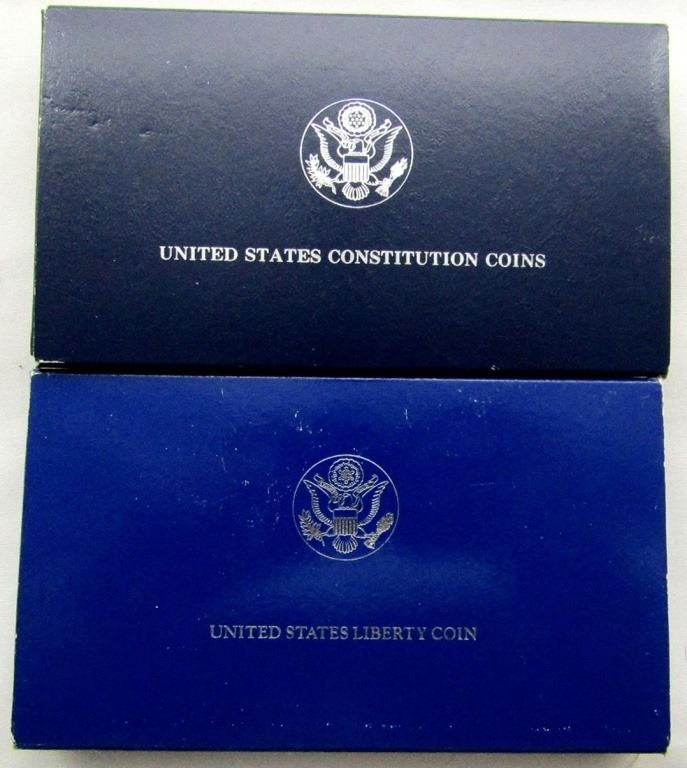 UNITED STATES CONSTITUTION COINS
UNITED STATES LIBERTY COIN